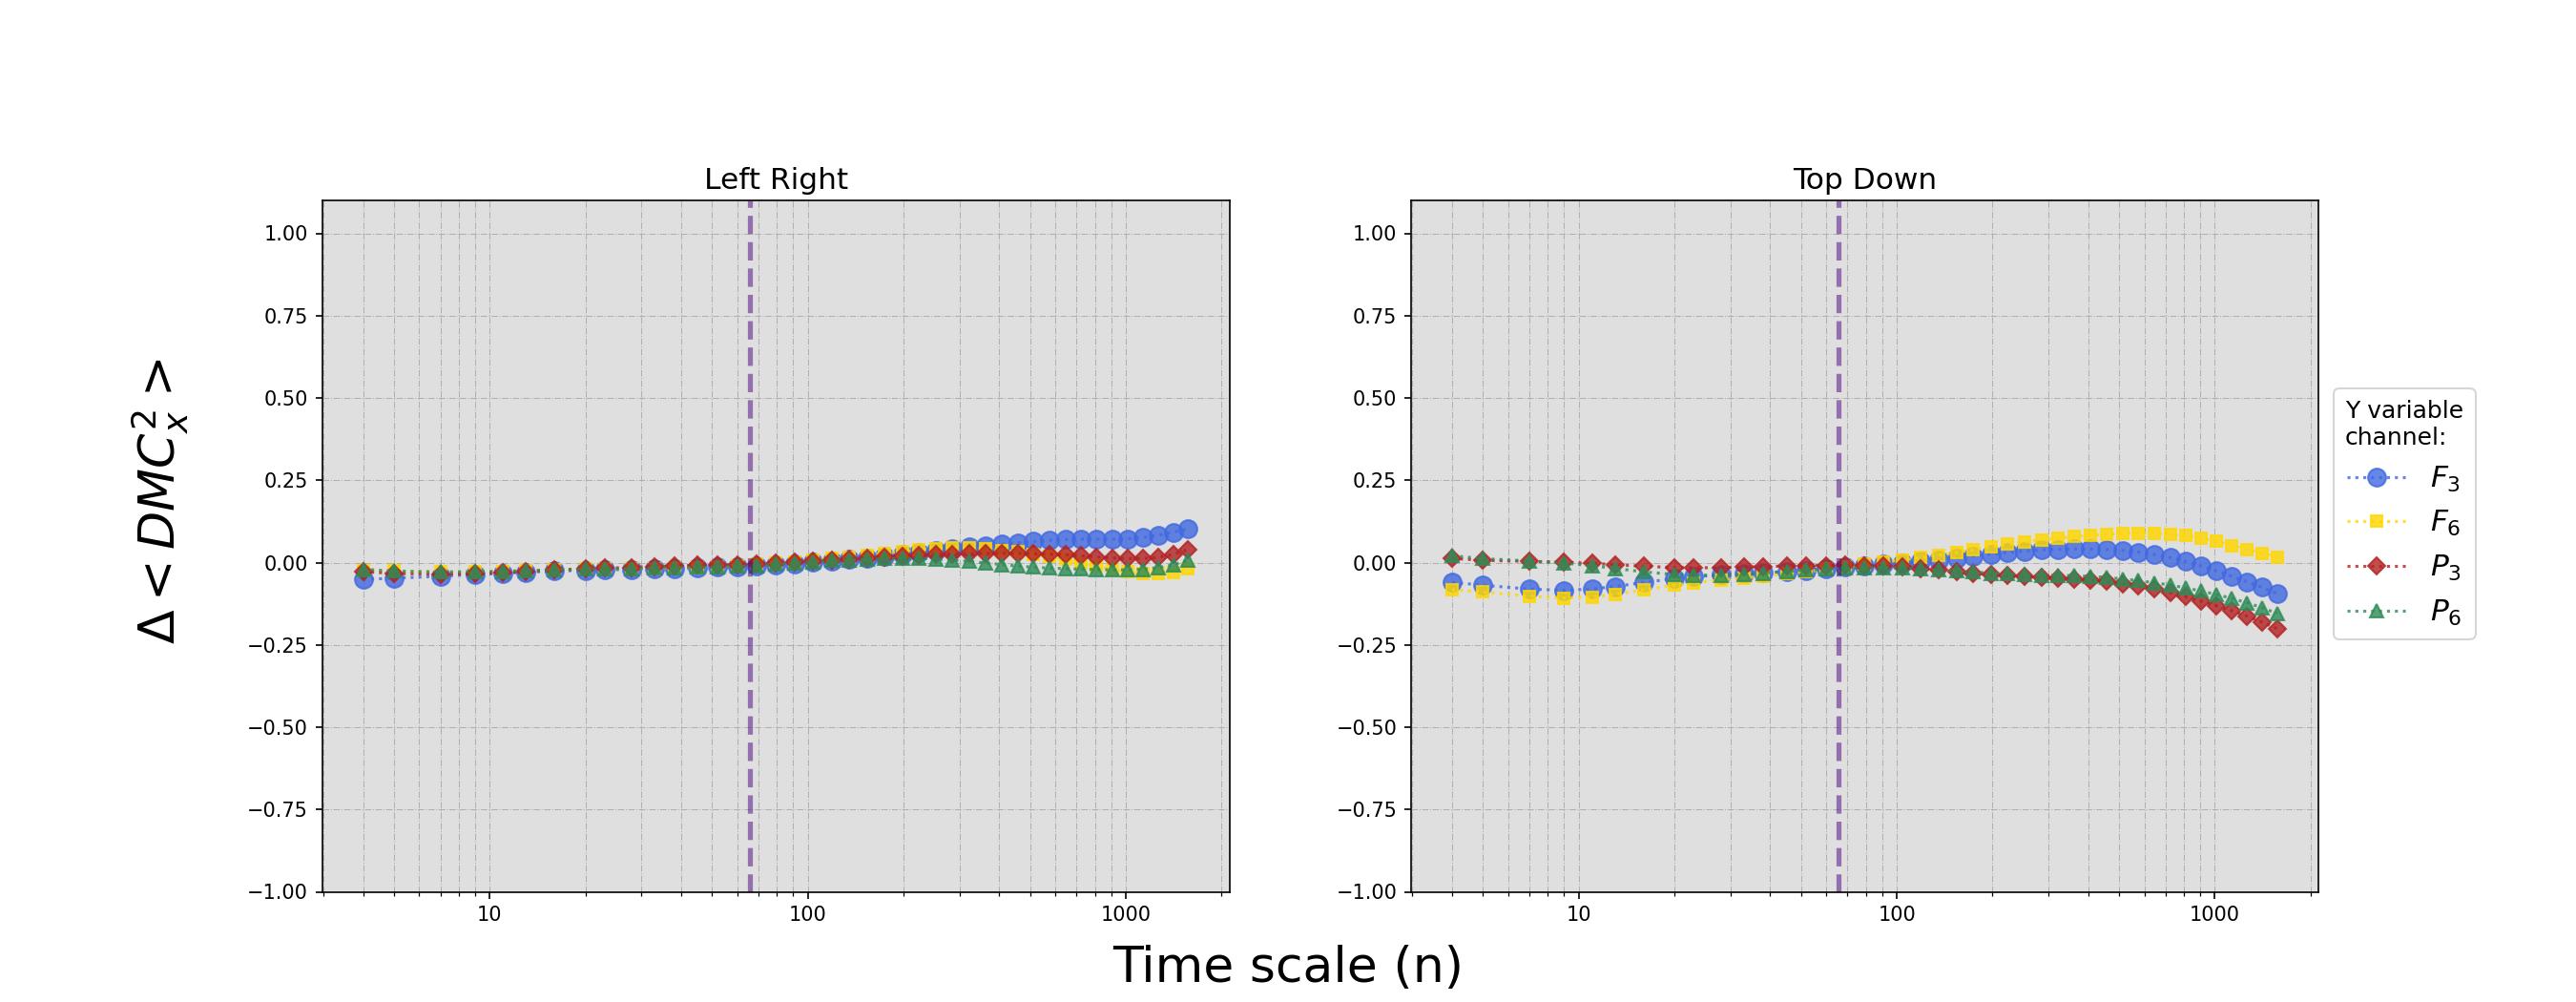 Left Right
Top Down
Δ < DMC²ₓ >
1.00
0.75
0.50
0.25
0.00
−0.25
−0.50
−0.75
−1.00
10 100 1000
1.00
0.75
0.50
0.25
0.00
−0.25
−0.50
−0.75
−1.00
10 100 1000
Y variable
channel:
F₃
F₆
P₃
P₆
Time scale (n)